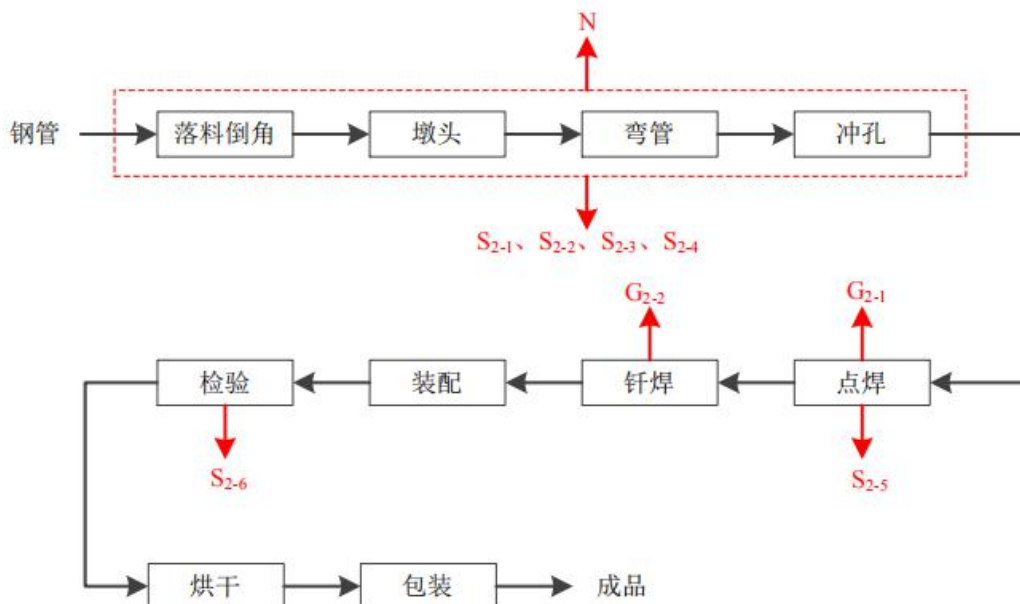 N
钢管 落料倒角 墩头 弯管 冲孔
S2-1、S2-2、S2-3、S2-4
G2-2 G2-1
检验 装配 钎焊 点焊
S2-6 S2-5
烘干 包装 成品